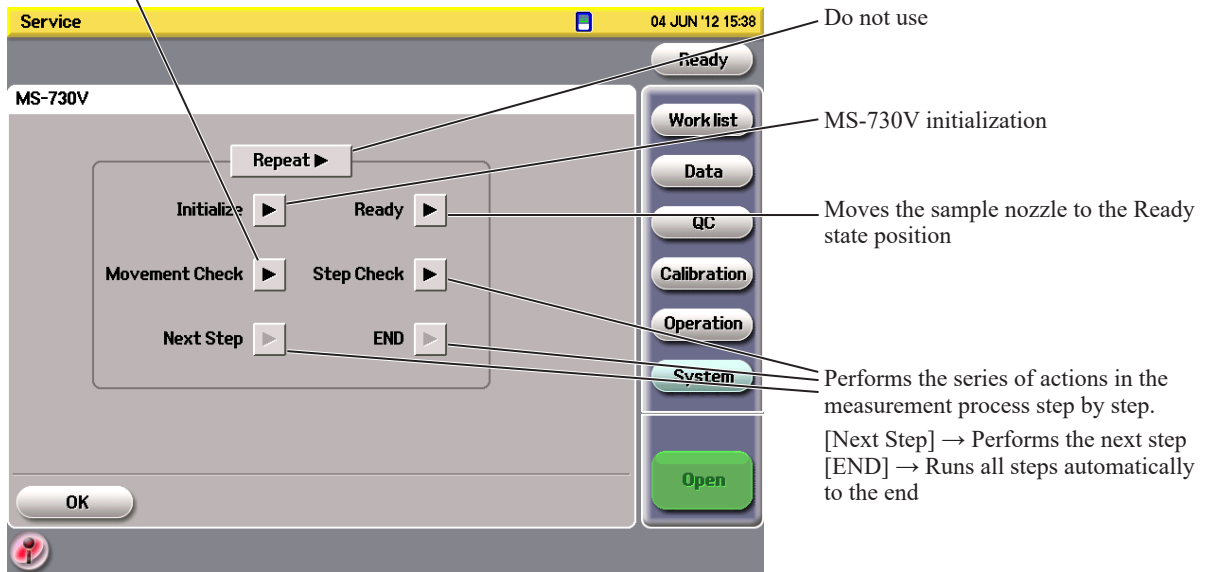 Service
04 JUN '12 15:38
Do not use
Ready
MS-730V
Work list
MS-730V initialization
Repeat ▶
Data
Initialize ▶
Ready ▶
QC
Moves the sample nozzle to the Ready
state position
Movement Check ▶
Step Check ▶
Calibration
Next Step ▶
END ▶
Operation
System
Performs the series of actions in the
measurement process step by step.
[Next Step] → Performs the next step
[END] → Runs all steps automatically
to the end
Open
OK